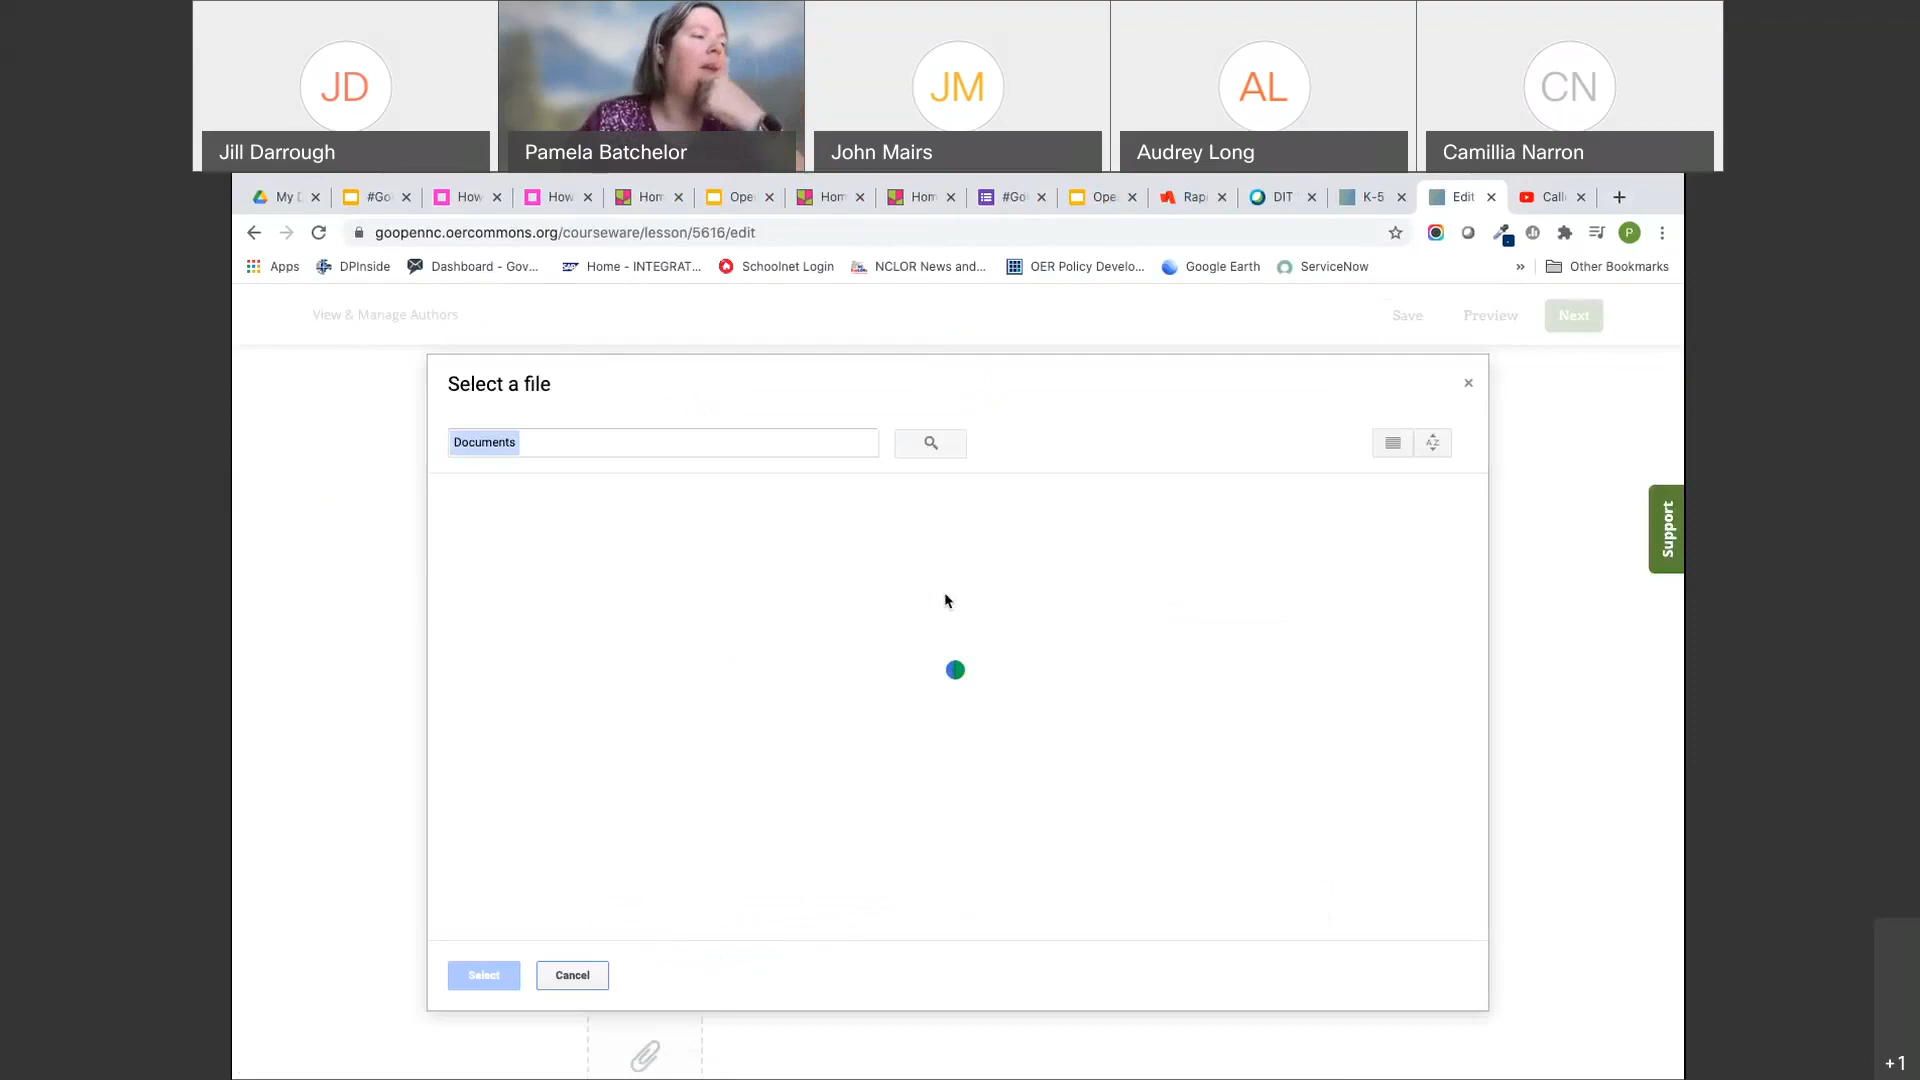 JD
JM
AL
CN
Jill Darrough
Pamela Batchelor
John Mairs
Audrey Long
Camillia Narron
My D
#Go
How
How
Hom
Ope
Hom
Hom
#Go
Ope
Rap
DIT
K-5
Edit
Calle
goopennc.oercommons.org/courseware/lesson/5616/edit
P
Apps
DPInside
Dashboard - Gov...
Home - INTEGRAT...
Schoolnet Login
NCLOR News and...
OER Policy Develo...
Google Earth
ServiceNow
»
Other Bookmarks
View & Manage Authors
Save
Preview
Next
Select a file
×
Documents
AZ
Support
Select
Cancel
+1